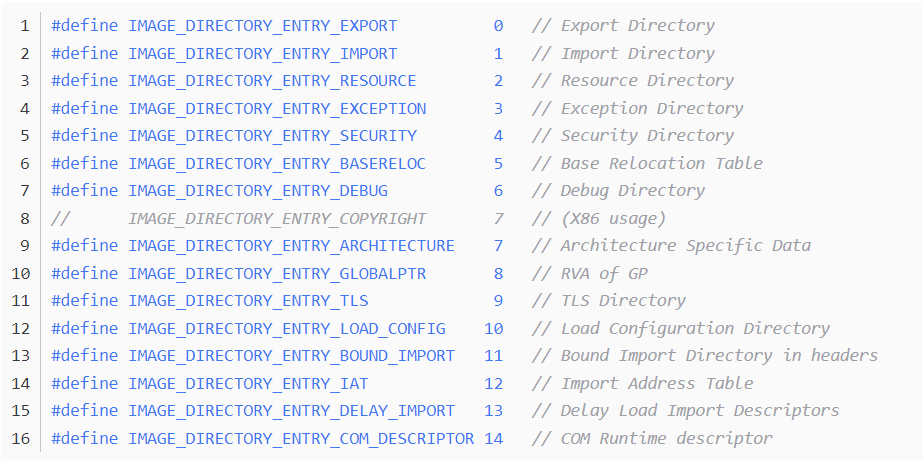 1 #define IMAGE_DIRECTORY_ENTRY_EXPORT 0 // Export Directory
2 #define IMAGE_DIRECTORY_ENTRY_IMPORT 1 // Import Directory
3 #define IMAGE_DIRECTORY_ENTRY_RESOURCE 2 // Resource Directory
4 #define IMAGE_DIRECTORY_ENTRY_EXCEPTION 3 // Exception Directory
5 #define IMAGE_DIRECTORY_ENTRY_SECURITY 4 // Security Directory
6 #define IMAGE_DIRECTORY_ENTRY_BASERELOC 5 // Base Relocation Table
7 #define IMAGE_DIRECTORY_ENTRY_DEBUG 6 // Debug Directory
8 // IMAGE_DIRECTORY_ENTRY_COPYRIGHT 7 // (X86 usage)
9 #define IMAGE_DIRECTORY_ENTRY_ARCHITECTURE 7 // Architecture Specific Data
10 #define IMAGE_DIRECTORY_ENTRY_GLOBALPTR 8 // RVA of GP
11 #define IMAGE_DIRECTORY_ENTRY_TLS 9 // TLS Directory
12 #define IMAGE_DIRECTORY_ENTRY_LOAD_CONFIG 10 // Load Configuration Directory
13 #define IMAGE_DIRECTORY_ENTRY_BOUND_IMPORT 11 // Bound Import Directory in headers
14 #define IMAGE_DIRECTORY_ENTRY_IAT 12 // Import Address Table
15 #define IMAGE_DIRECTORY_ENTRY_DELAY_IMPORT 13 // Delay Load Import Descriptors
16 #define IMAGE_DIRECTORY_ENTRY_COM_DESCRIPTOR 14 // COM Runtime descriptor